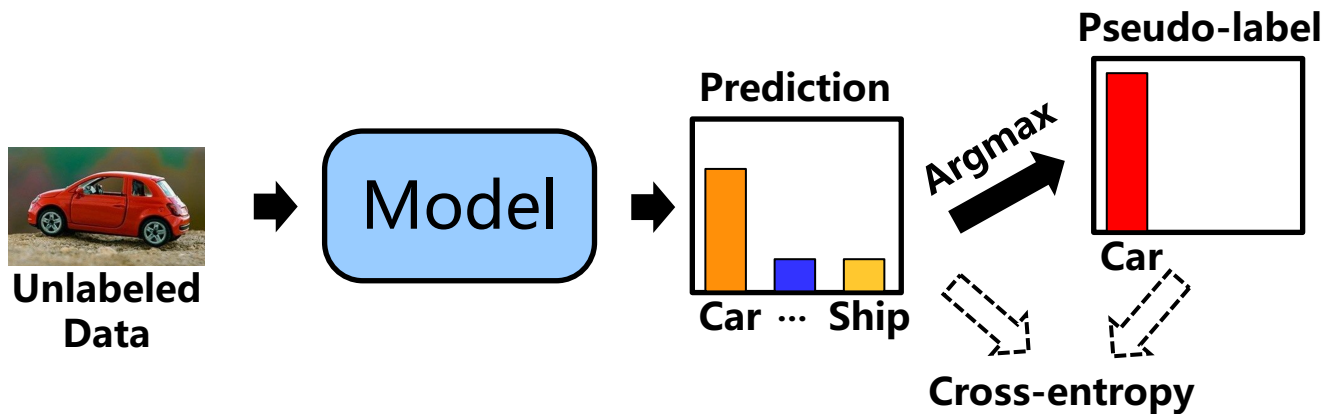 Unlabeled
Data
Model
Prediction
Car ... Ship
Argmax
Pseudo-label
Car
Cross-entropy